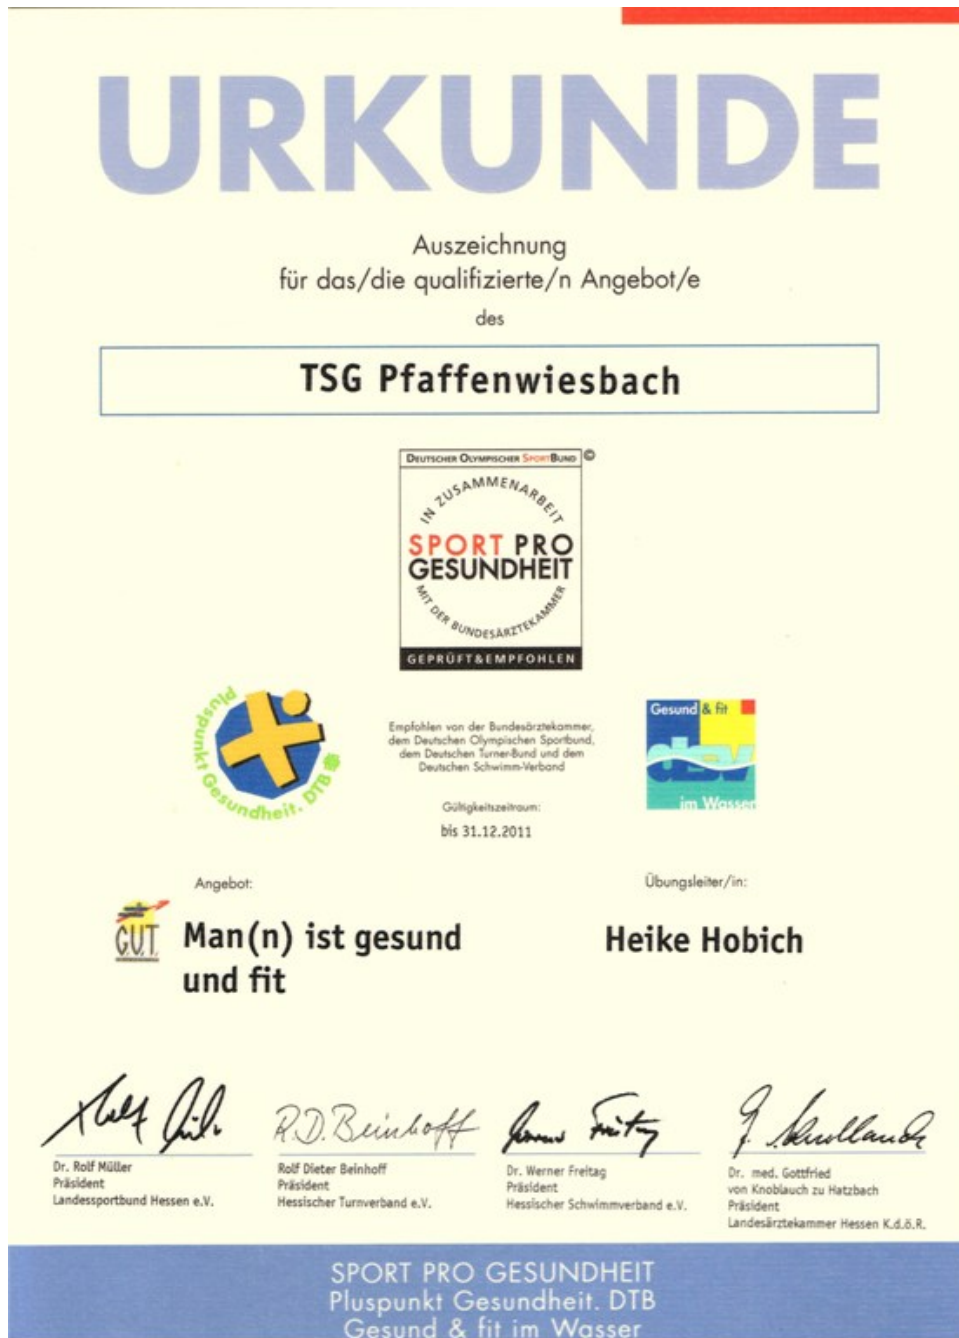 URKUNDE
Auszeichnung
für das/die qualifizierte/n Angebot/e
des
TSG Pfaffenwiesbach
DEUTSCHER OLYMPISCHER SPORTBUND ©
IN ZUSAMMENARBEIT
SPORT PRO
GESUNDHEIT
MIT DER BUNDESÄRZTEKAMMER
GEPRÜFT&EMPFOHLEN
Pluspunkt Gesundheit. DTB
Empfohlen von der Bundesärztekammer,
dem Deutschen Olympischen Sportbund,
dem Deutschen Turner-Bund und dem
Deutschen Schwimm-Verband
Gültigkeitszeitraum:
bis 31.12.2011
Gesund & fit
dsv
im Wasser
Angebot:
G.U.T.
Man(n) ist gesund
und fit
Übungsleiter/in:
Heike Hobich
R.D. Beinhoff
Dr. Rolf Müller
Präsident
Landessportbund Hessen e.V.
Rolf Dieter Beinhoff
Präsident
Hessischer Turnverband e.V.
Dr. Werner Freitag
Präsident
Hessischer Schwimmverband e.V.
Dr. med. Gottfried
von Knoblauch zu Hatzbach
Präsident
Landesärztekammer Hessen K.d.ö.R.
SPORT PRO GESUNDHEIT
Pluspunkt Gesundheit. DTB
Gesund & fit im Wasser